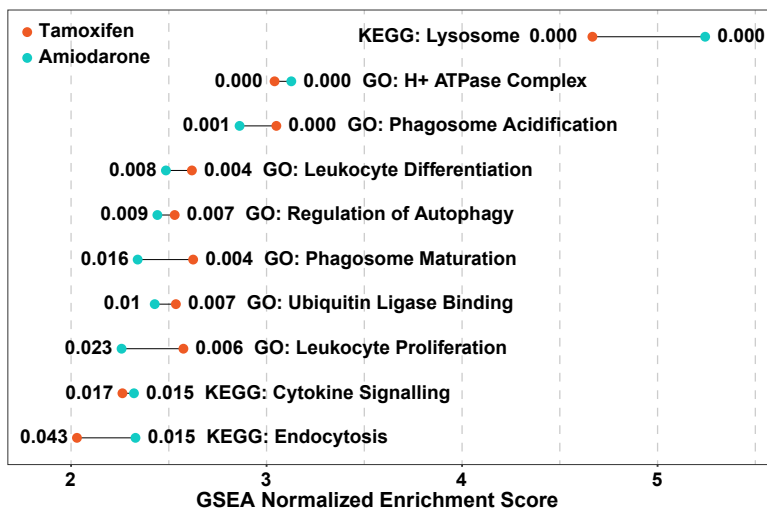 Tamoxifen
Amiodarone
KEGG: Lysosome 0.000 0.000
0.000 0.000 GO: H+ ATPase Complex
0.001 0.000 GO: Phagosome Acidification
0.008 0.004 GO: Leukocyte Differentiation
0.009 0.007 GO: Regulation of Autophagy
0.016 0.004 GO: Phagosome Maturation
0.01 0.007 GO: Ubiquitin Ligase Binding
0.023 0.006 GO: Leukocyte Proliferation
0.017 0.015 KEGG: Cytokine Signalling
0.043 0.015 KEGG: Endocytosis
2 3 4 5
GSEA Normalized Enrichment Score